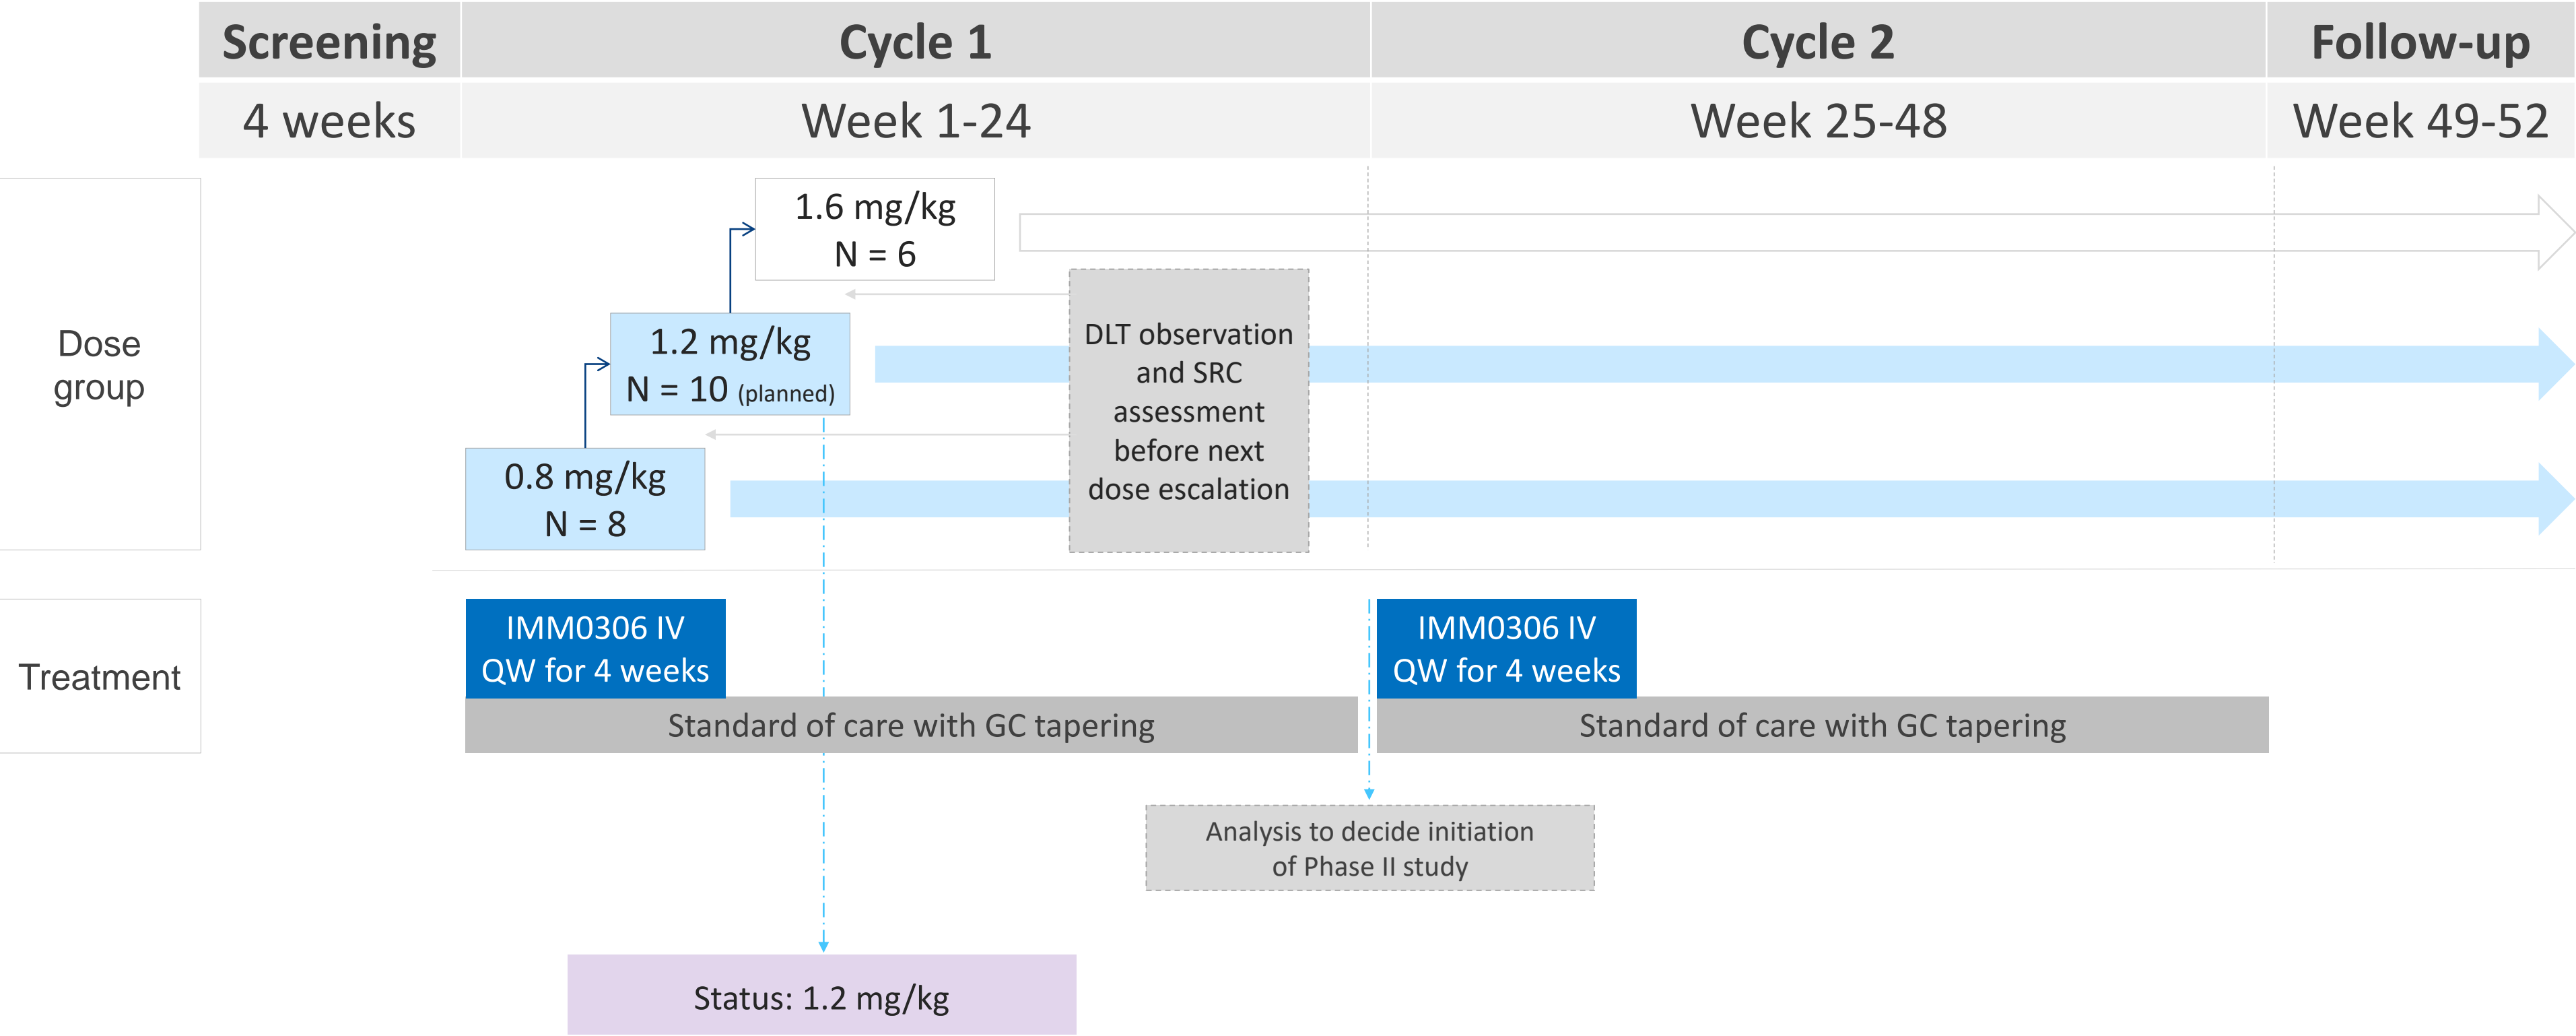 Screening
Cycle 1
Cycle 2
Follow-up
4 weeks
Week 1-24
Week 25-48
Week 49-52
Dose
group
1.6 mg/kg
N = 6
1.2 mg/kg
N = 10 (planned)
0.8 mg/kg
N = 8
DLT observation
and SRC
assessment
before next
dose escalation
Treatment
IMM0306 IV
QW for 4 weeks
Standard of care with GC tapering
IMM0306 IV
QW for 4 weeks
Standard of care with GC tapering
Analysis to decide initiation
of Phase II study
Status: 1.2 mg/kg